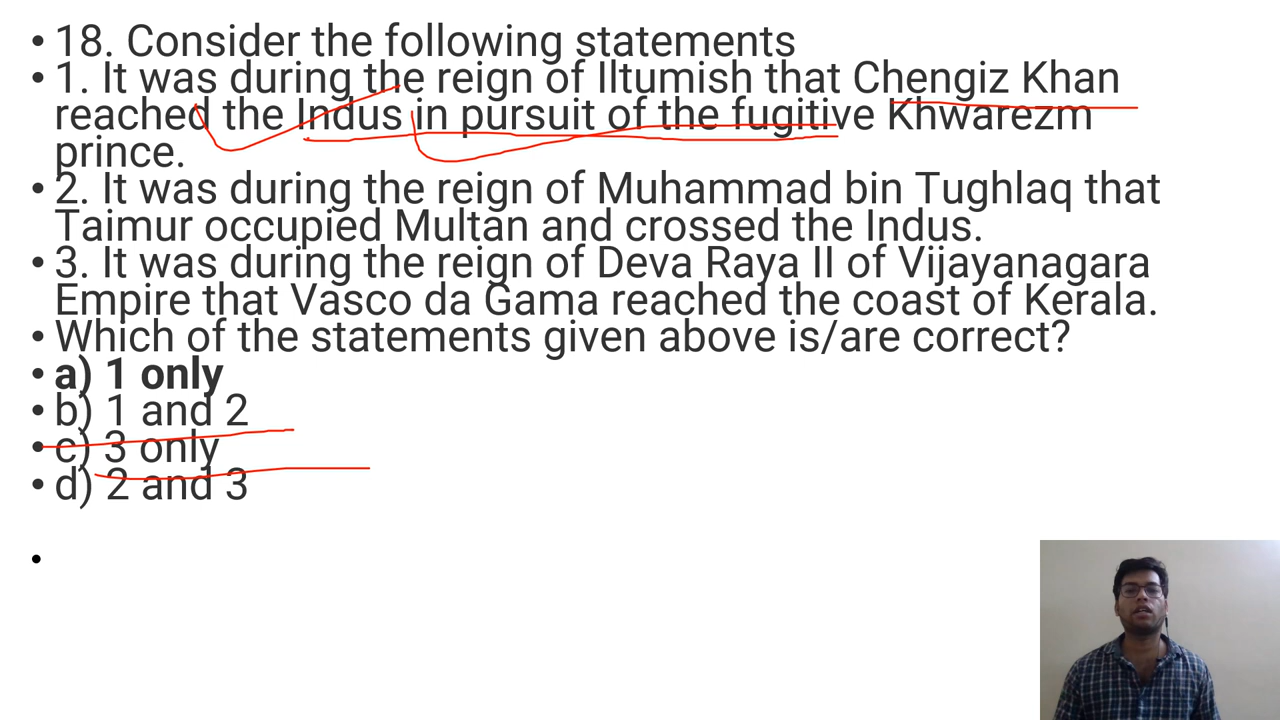 • 18. Consider the following statements
• 1. It was during the reign of Iltumish that Chengiz Khan
reached the Indus in pursuit of the fugitive Khwarezm
prince.
• 2. It was during the reign of Muhammad bin Tughlaq that
Taimur occupied Multan and crossed the Indus.
• 3. It was during the reign of Deva Raya II of Vijayanagara
Empire that Vasco da Gama reached the coast of Kerala.
• Which of the statements given above is/are correct?
• a) 1 only
• b) 1 and 2
• c) 3 only
• d) 2 and 3
•